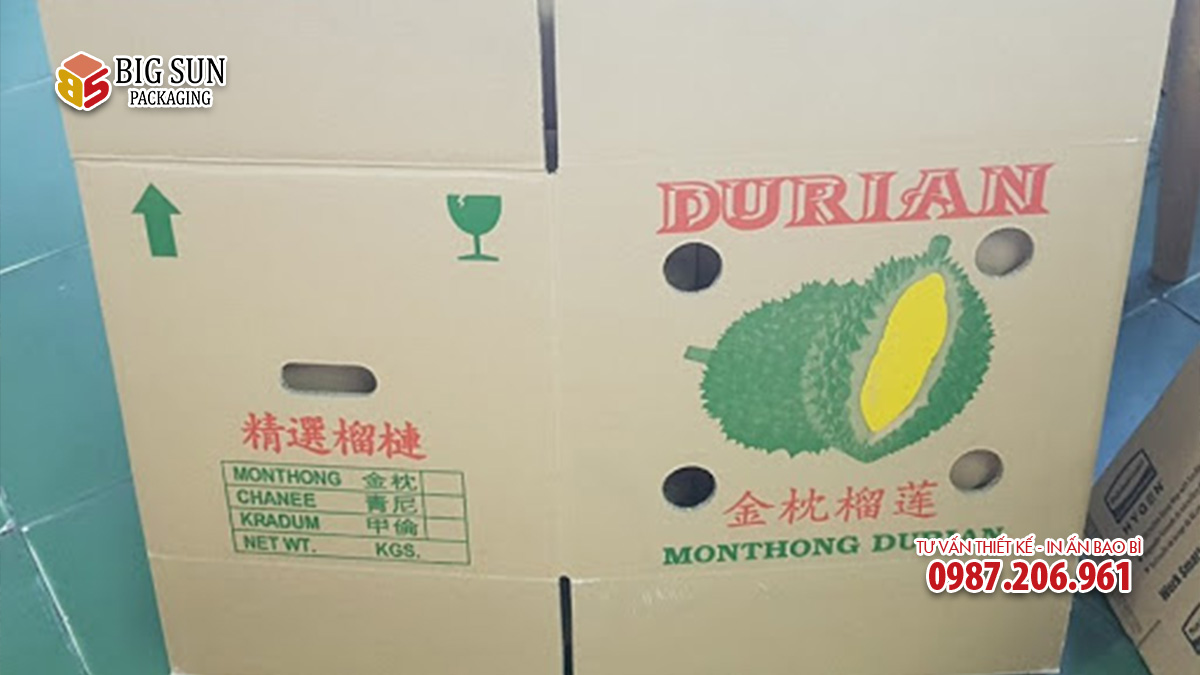 BIG SUN
PACKAGING
DURIAN
精選榴槤
MONTHONG 金枕
CHANEE 青尼
KRADUM 甲倫
NET WT. KGS.
金枕榴莲
MONTHONG DURIAN
TƯ VẤN THIẾT KẾ - IN ẤN BAO BÌ
0987.206.961
HYGEN